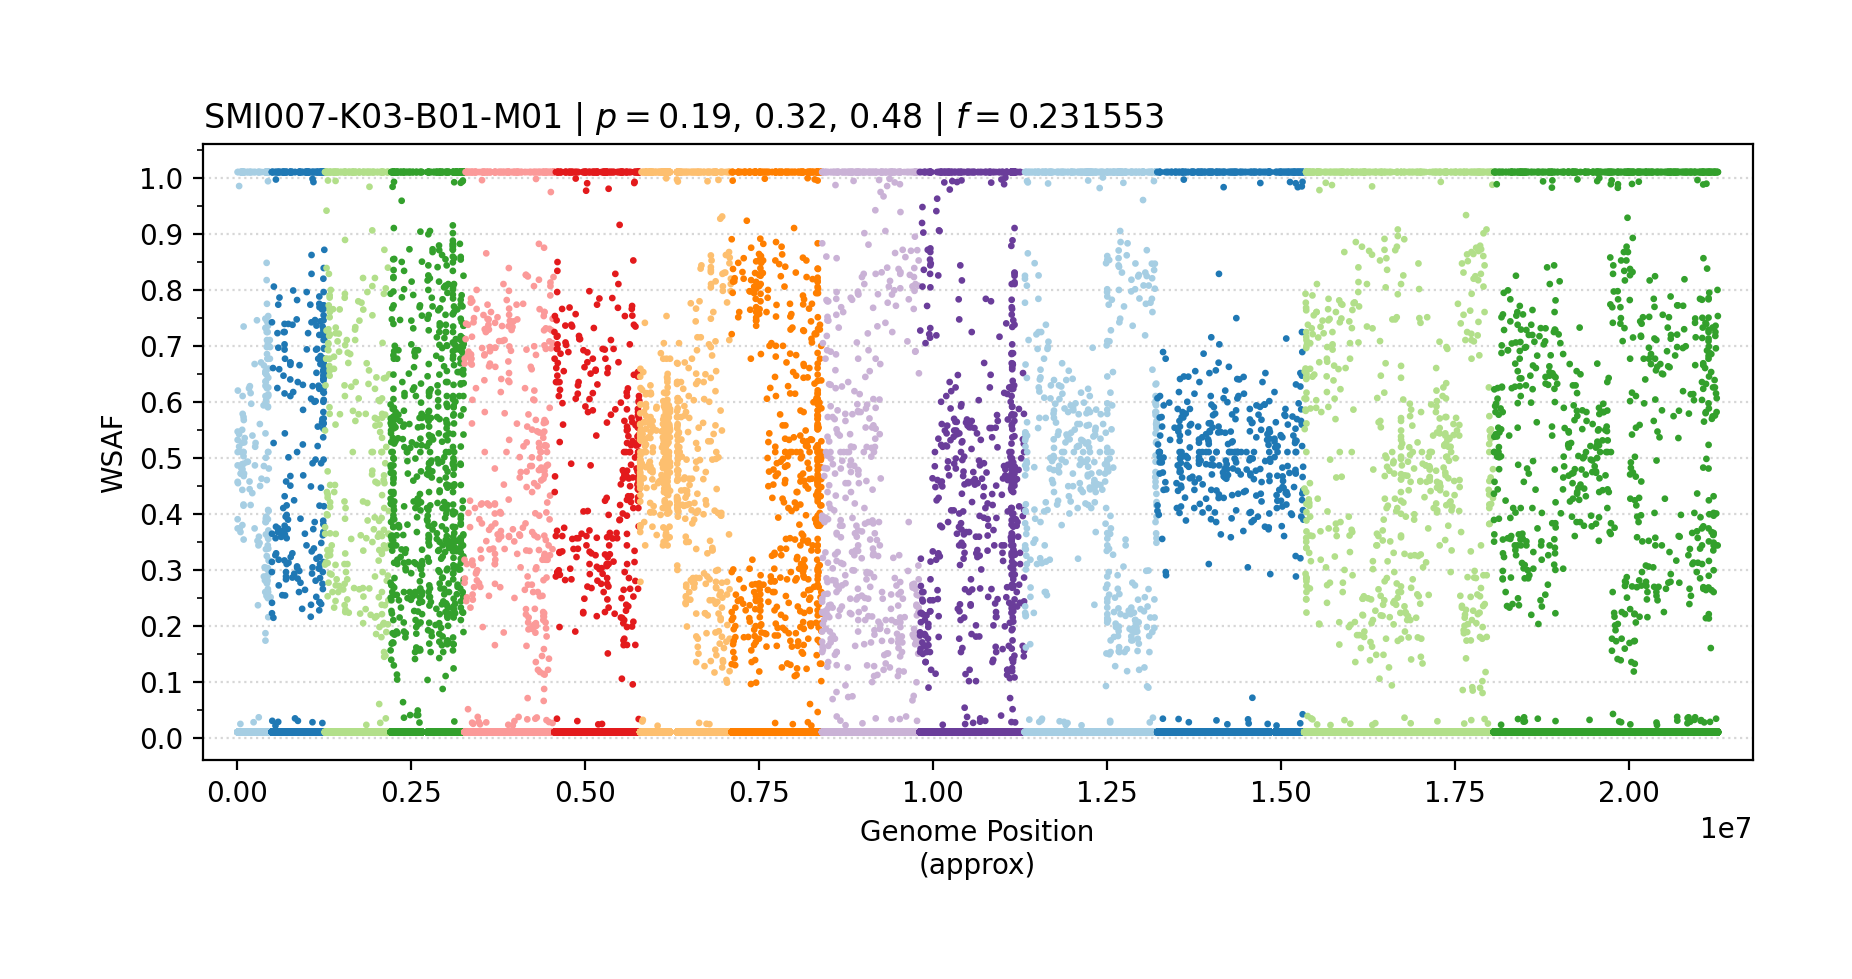 SMI007-K03-B01-M01 | p = 0.19, 0.32, 0.48 | f = 0.231553
WSAF
1.0
0.9
0.8
0.7
0.6
0.5
0.4
0.3
0.2
0.1
0.0
0.00 0.25 0.50 0.75 1.00 1.25 1.50 1.75 2.00
1e7
Genome Position
(approx)